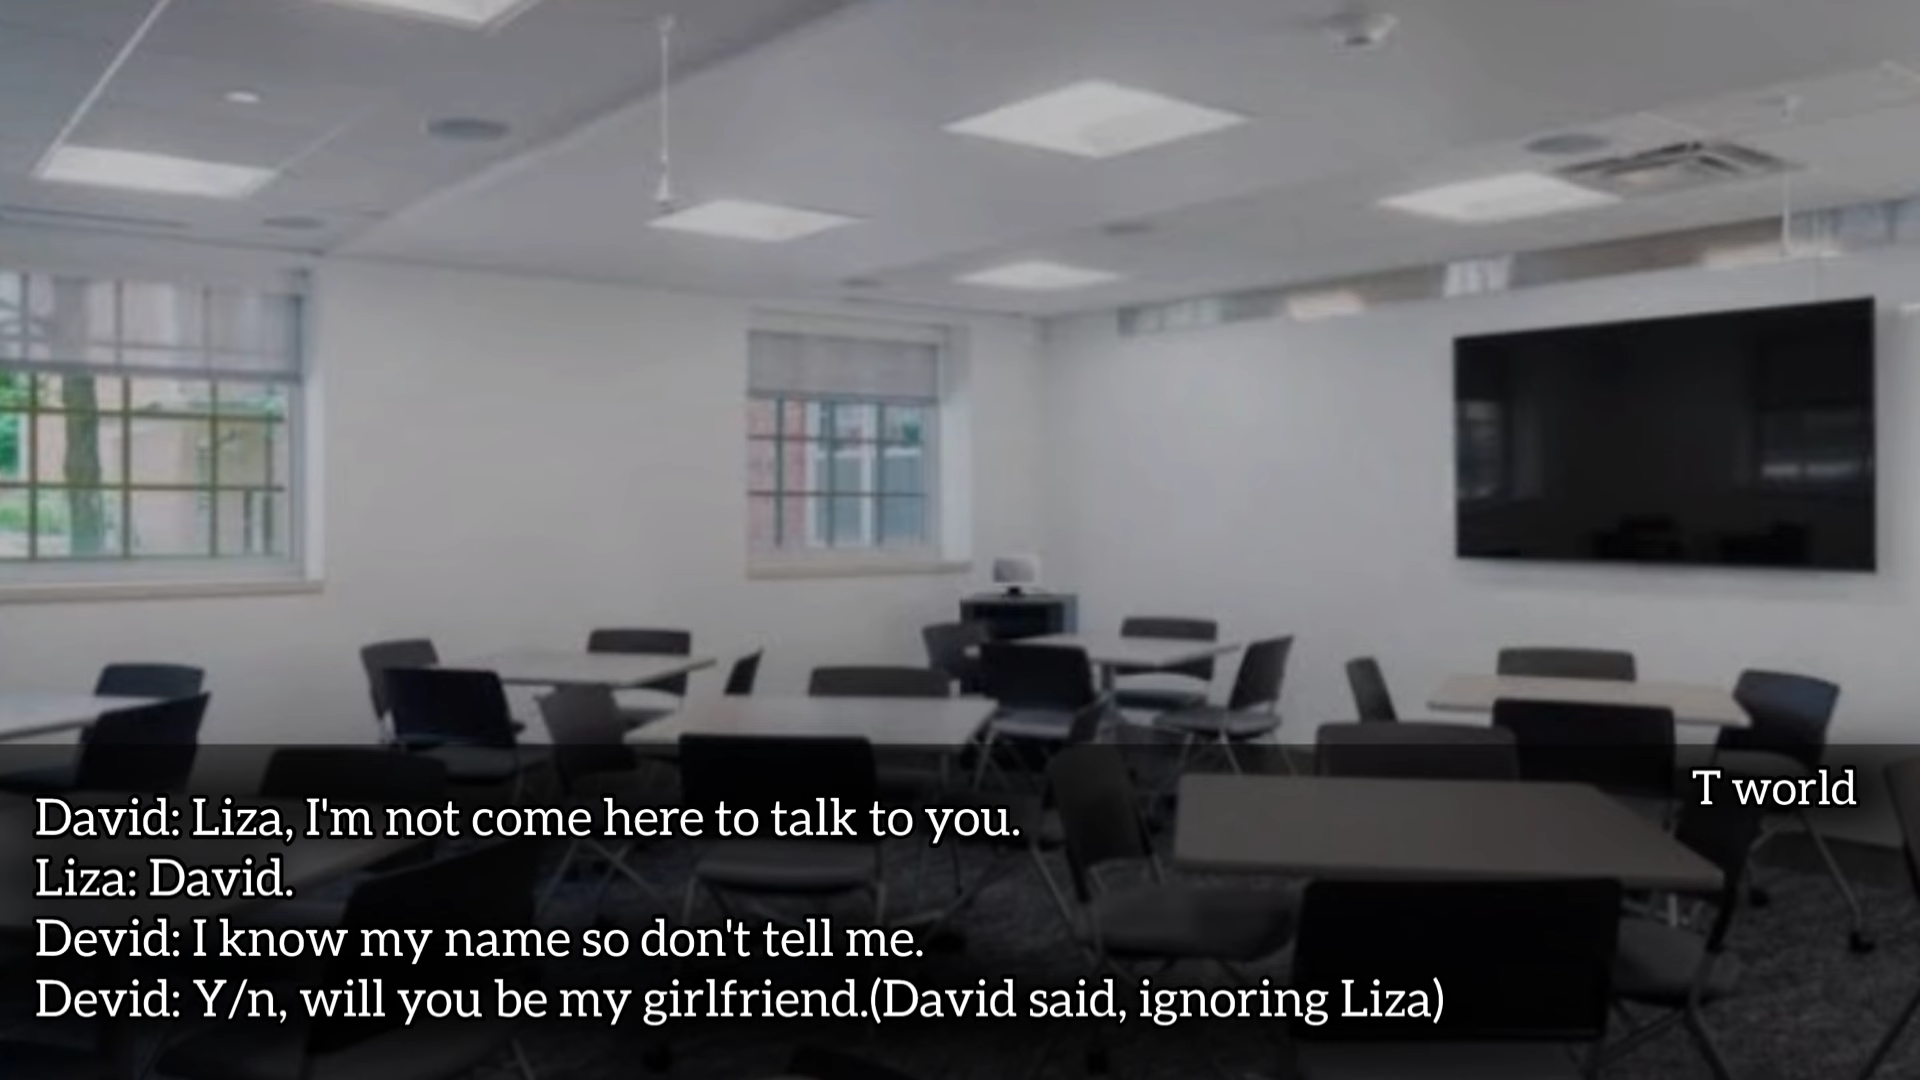 T world
David: Liza, I'm not come here to talk to you.
Liza: David.
Devid: I know my name so don't tell me.
Devid: Y/n, will you be my girlfriend.(David said, ignoring Liza)